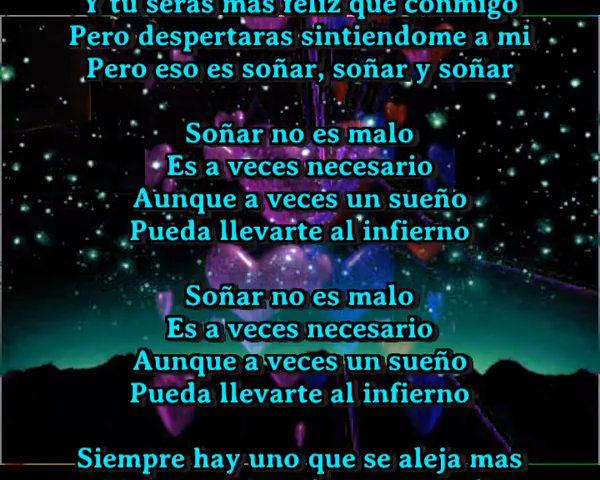 Y tu seras mas feliz que conmigo
Pero despertaras sintiendome a mi
Pero eso es soñar, soñar y soñar
Soñar no es malo
Es a veces necesario
Aunque a veces un sueño
Pueda llevarte al infierno
Soñar no es malo
Es a veces necesario
Aunque a veces un sueño
Pueda llevarte al infierno
Siempre hay uno que se aleja mas